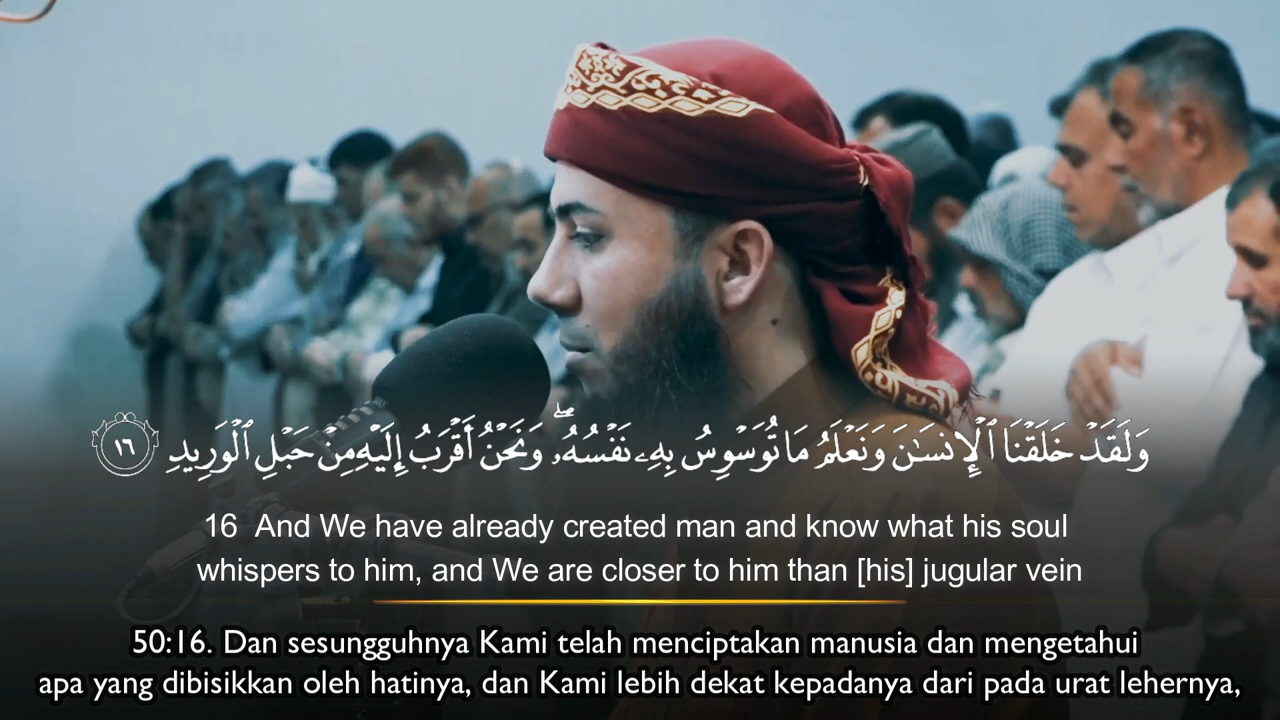 وَلَقَدْ خَلَقْنَا ٱلْإِنسَٰنَ وَنَعْلَمُ مَا تُوَسْوِسُ بِهِۦ نَفْسُهُۥ ۖ وَنَحْنُ أَقْرَبُ إِلَيْهِ مِنْ حَبْلِ ٱلْوَرِيدِ ١٦
16 And We have already created man and know what his soul
whispers to him, and We are closer to him than [his] jugular vein
50:16. Dan sesungguhnya Kami telah menciptakan manusia dan mengetahui
apa yang dibisikkan oleh hatinya, dan Kami lebih dekat kepadanya dari pada urat lehernya,